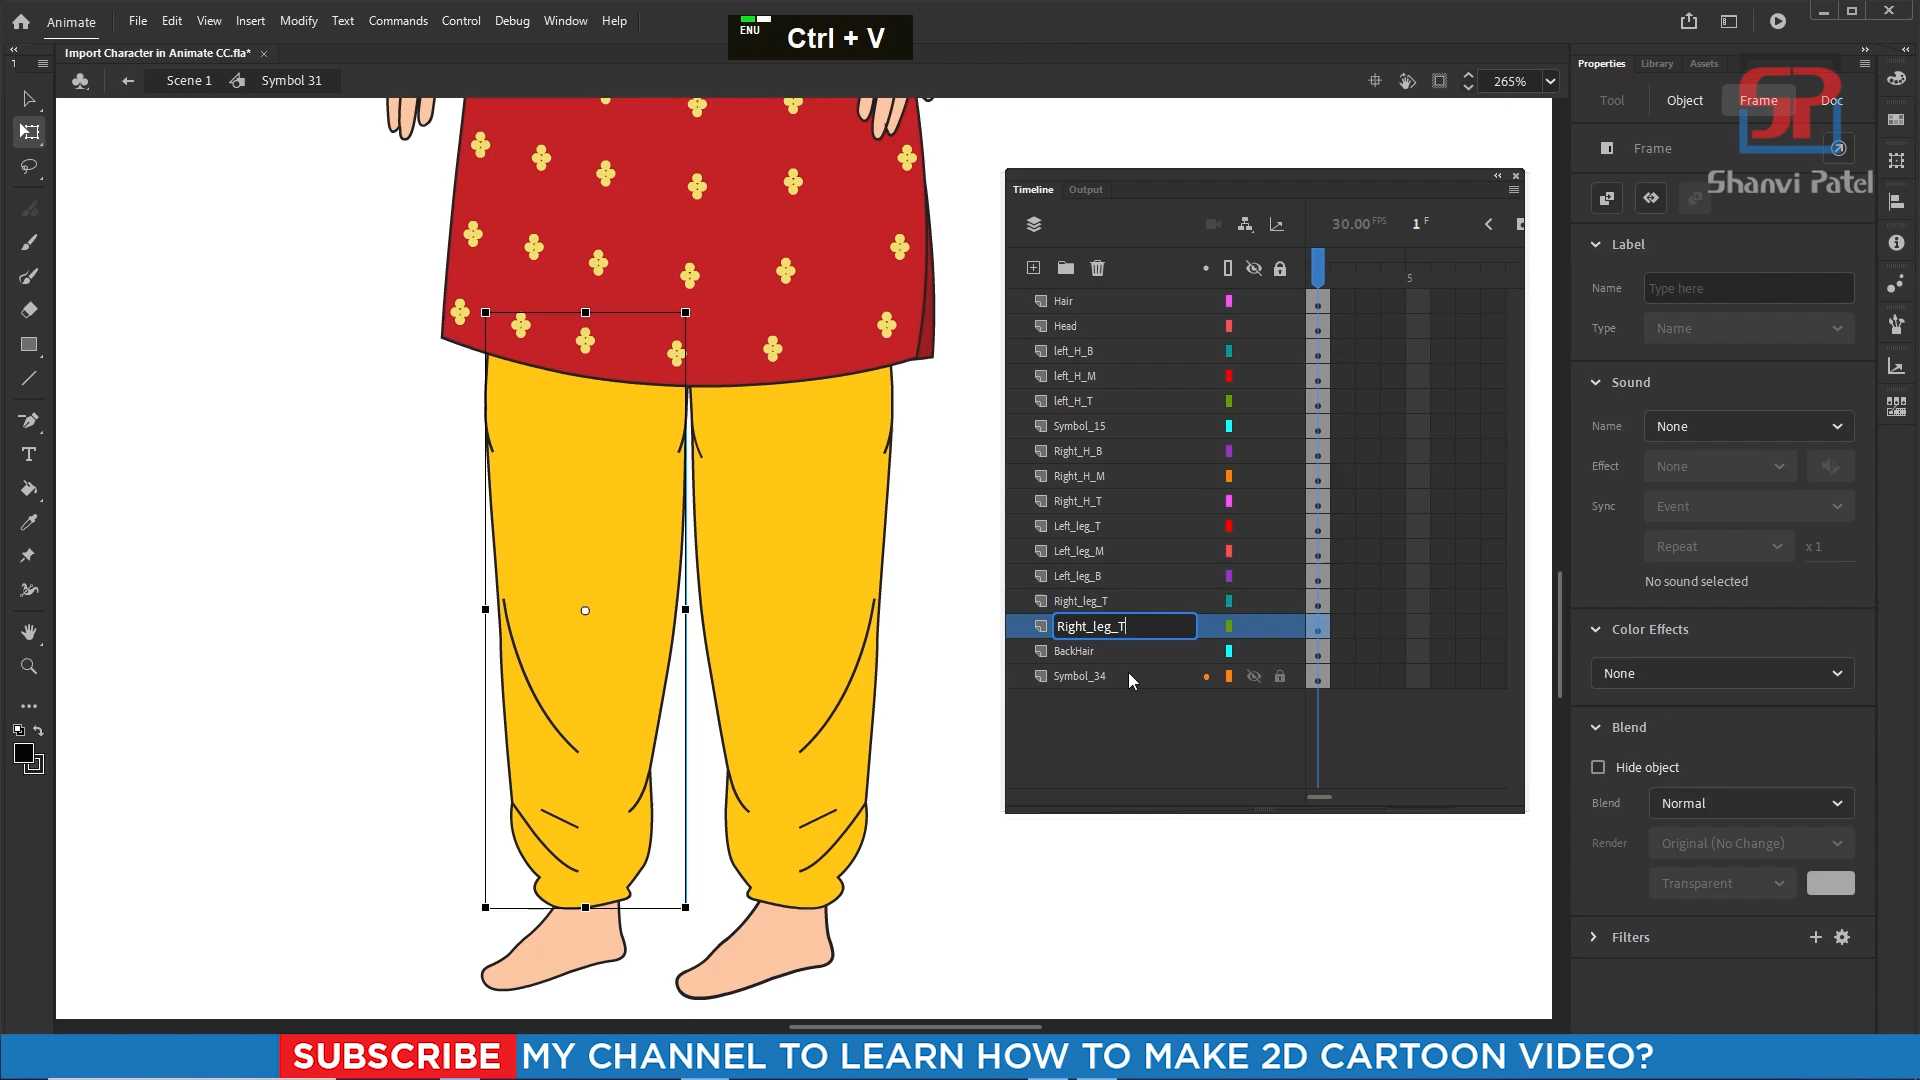 Animate
File Edit View Insert Modify Text Commands Control Debug Window Help
ENU Ctrl + V
Import Character in Animate CC.fla*
Scene 1 Symbol 31
265%
Properties Library Assets
Tool Object Frame Doc
SP
Frame
Shanvi Patel
Timeline Output
30.00 FPS 1 F
5
Hair
Head
left_H_B
left_H_M
left_H_T
Symbol_15
Right_H_B
Right_H_M
Right_H_T
Left_leg_T
Left_leg_M
Left_leg_B
Right_leg_T
Right_leg_T
BackHair
Symbol_34
Label
Name Type here
Type Name
Sound
Name None
Effect None
Sync Event
Repeat x 1
No sound selected
Color Effects
None
Blend
Hide object
Blend Normal
Render Original (No Change)
Transparent
Filters
SUBSCRIBE MY CHANNEL TO LEARN HOW TO MAKE 2D CARTOON VIDEO?